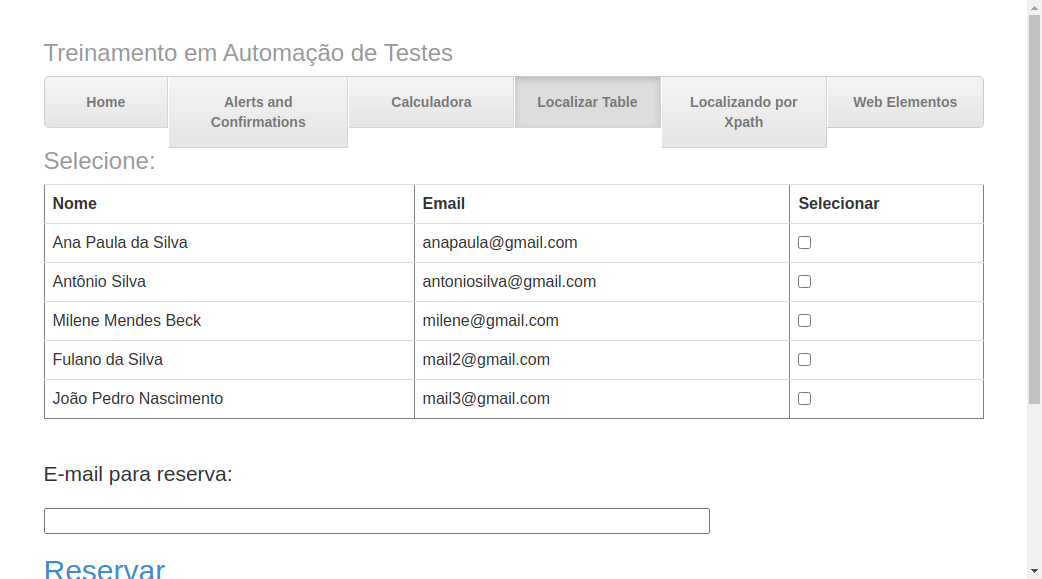 Treinamento em Automação de Testes
Home
Alerts and
Confirmations
Calculadora
Localizar Table
Localizando por
Xpath
Web Elementos
Selecione:
Nome Email Selecionar
Ana Paula da Silva anapaula@gmail.com
Antônio Silva antoniosilva@gmail.com
Milene Mendes Beck milene@gmail.com
Fulano da Silva mail2@gmail.com
João Pedro Nascimento mail3@gmail.com
E-mail para reserva:
Reservar